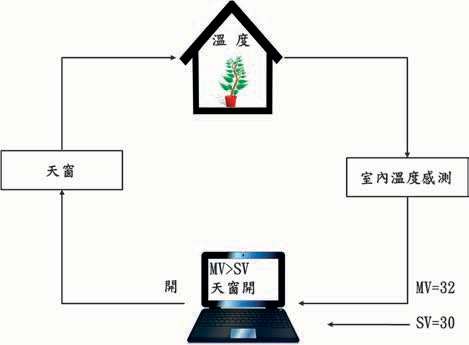 溫度
天窗
室內溫度感測
MV>SV
天窗開
開
MV=32
SV=30